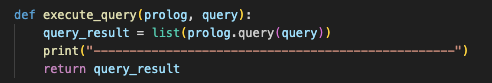 def execute_query(prolog, query):
    query_result = list(prolog.query(query))
    print("--------------------------------------------------")
    return query_result